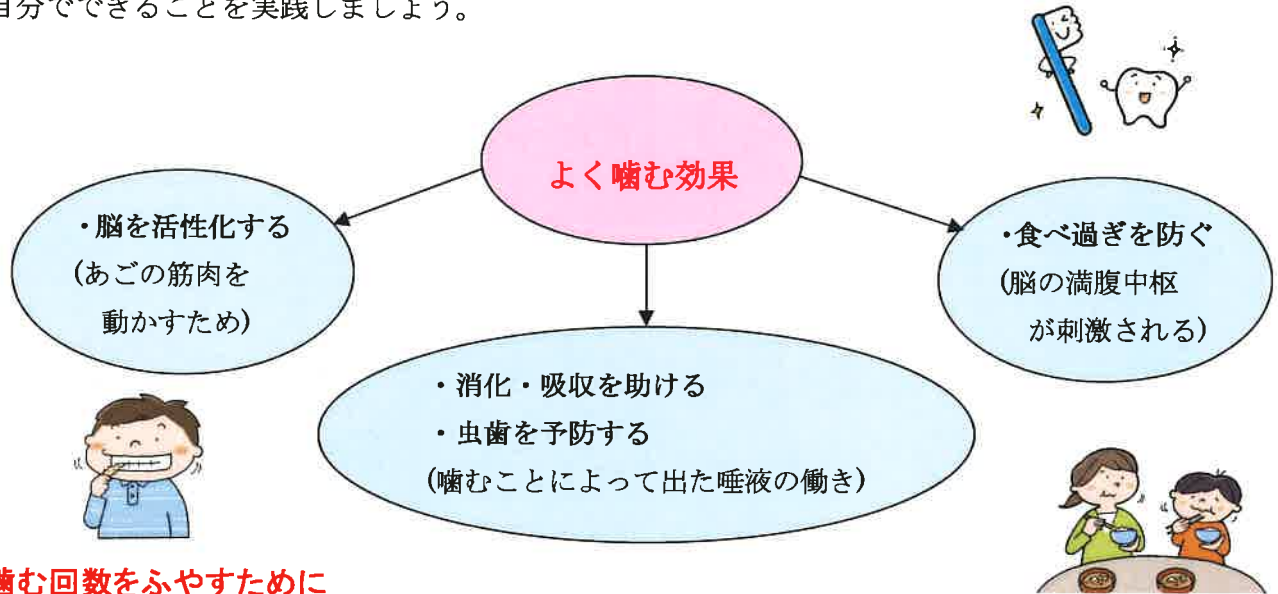 自分でできることを実践しましょう。
よく噛む効果
・脳を活性化する
(あごの筋肉を
動かすため)
・食べ過ぎを防ぐ
(脳の満腹中枢
が刺激される)
・消化・吸収を助ける
・虫歯を予防する
(噛むことによって出た唾液の働き)
噛む回数をふやすために